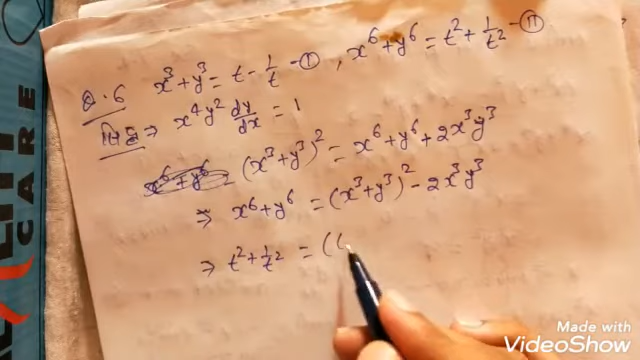 Q.6 x³+y³ = t - 1/t -①, x⁶+y⁶ = t² + 1/t² -②
सिद्ध ⇒ x⁴y² dy/dx = 1
(x³+y³)² = x⁶+y⁶+2x³y³
⇒ x⁶+y⁶ = (x³+y³)² - 2x³y³
⇒ t² + 1/t² = ((
CARE
Made with
VideoShow